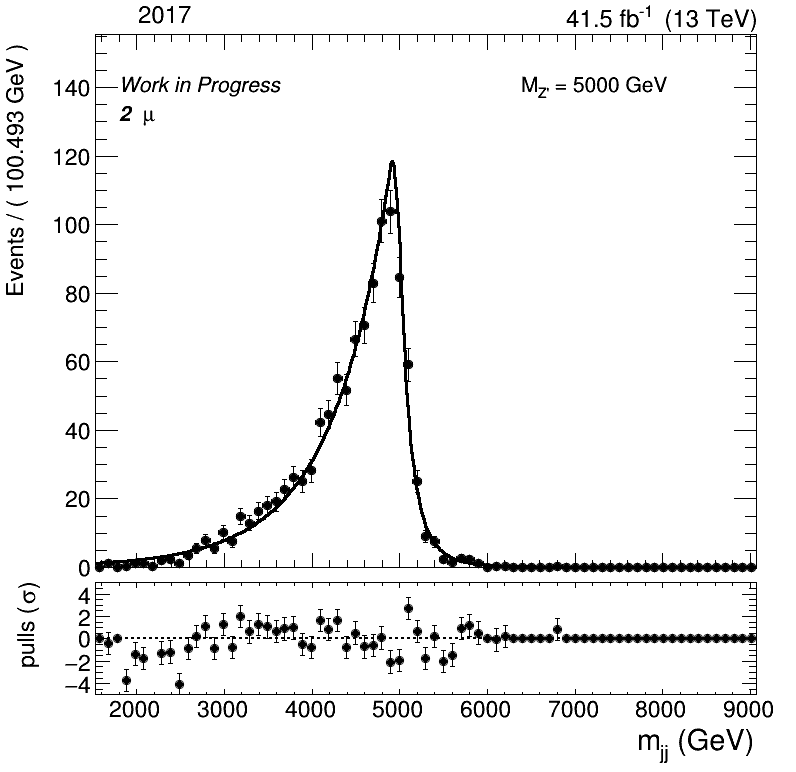 2017 41.5 fb⁻¹ (13 TeV)
Events / ( 100.493 GeV )
Work in Progress
2 μ
M_Z' = 5000 GeV
140
120
100
80
60
40
20
0
pulls (σ)
4
2
0
−2
−4
2000 3000 4000 5000 6000 7000 8000 9000
m_jj (GeV)